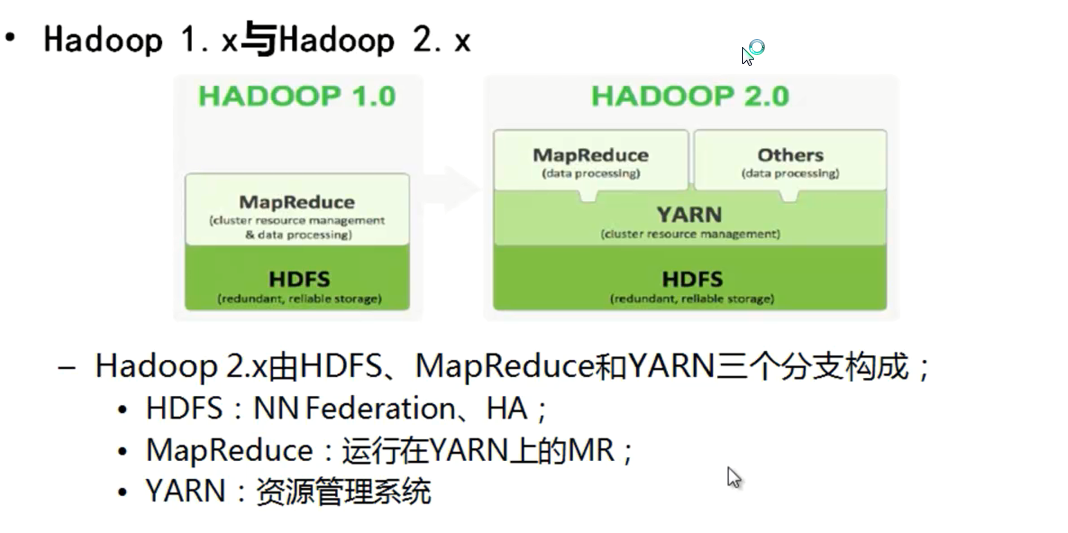 • Hadoop 1.x与Hadoop 2.x
HADOOP 1.0
MapReduce
(cluster resource management
& data processing)
HDFS
(redundant, reliable storage)
HADOOP 2.0
MapReduce
(data processing)
Others
(data processing)
YARN
(cluster resource management)
HDFS
(redundant, reliable storage)
– Hadoop 2.x由HDFS、MapReduce和YARN三个分支构成；
• HDFS：NN Federation、HA；
• MapReduce：运行在YARN上的MR；
• YARN：资源管理系统